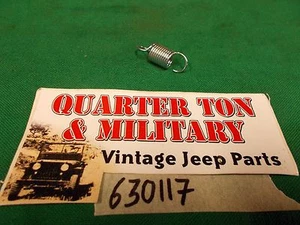 QUARTER TON
& MILITARY
Vintage Jeep Parts
630117